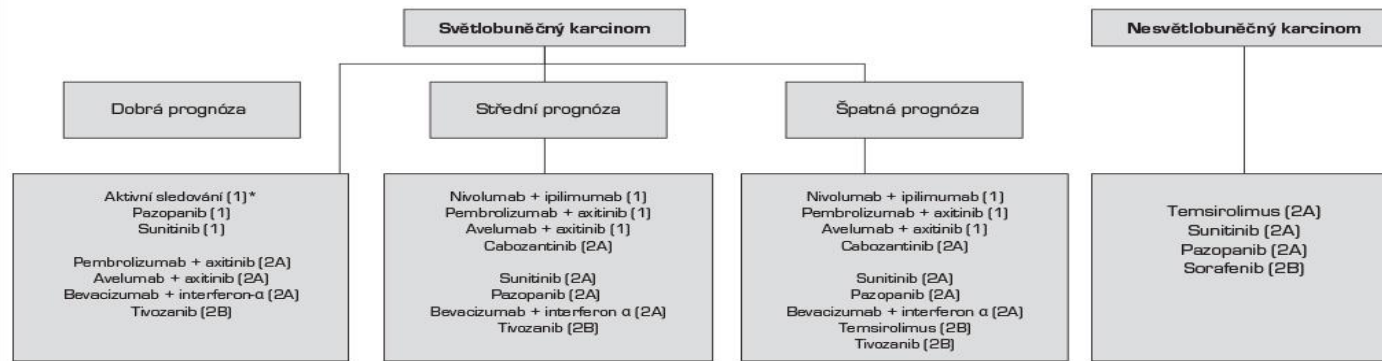 Světlobuněčný karcinom
Nesvětlobuněčný karcinom
Dobrá prognóza
Střední prognóza
Špatná prognóza
Aktivní sledování (1)*
Pazopanib (1)
Sunitinib (1)
Pembrolizumab + axitinib (2A)
Avelumab + axitinib (2A)
Bevacizumab + interferon-α (2A)
Tivozanib (2B)
Nivolumab + ipilimumab (1)
Pembrolizumab + axitinib (1)
Avelumab + axitinib (1)
Cabozantinib (2A)
Sunitinib (2A)
Pazopanib (2A)
Bevacizumab + interferon α (2A)
Tivozanib (2B)
Nivolumab + ipilimumab (1)
Pembrolizumab + axitinib (1)
Avelumab + axitinib (1)
Cabozantinib (2A)
Sunitinib (2A)
Pazopanib (2A)
Bevacizumab + interferon α (2A)
Temsirolimus (2B)
Tivozanib (2B)
Temsirolimus (2A)
Sunitinib (2A)
Pazopanib (2A)
Sorafenib (2B)